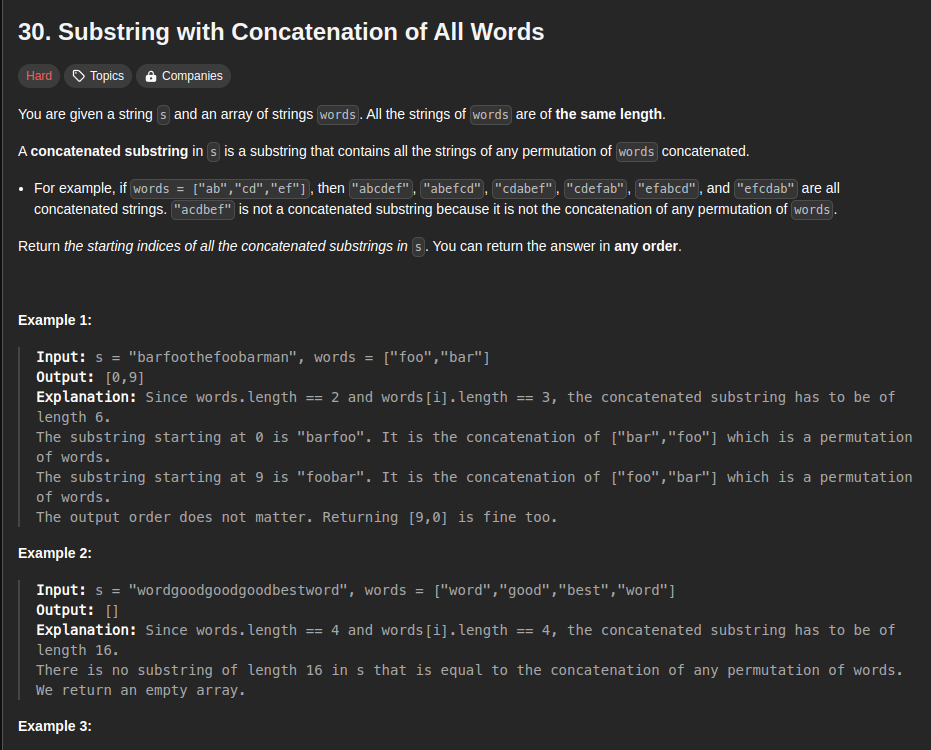 30. Substring with Concatenation of All Words
Hard Topics Companies
You are given a string s and an array of strings words. All the strings of words are of the same length.
A concatenated substring in s is a substring that contains all the strings of any permutation of words concatenated.
• For example, if words = ["ab","cd","ef"], then "abcdef", "abefcd", "cdabef", "cdefab", "efabcd", and "efcdab" are all
concatenated strings. "acdbef" is not a concatenated substring because it is not the concatenation of any permutation of words.
Return the starting indices of all the concatenated substrings in s. You can return the answer in any order.
Example 1:
Input: s = "barfoothefoobarman", words = ["foo","bar"]
Output: [0,9]
Explanation: Since words.length == 2 and words[i].length == 3, the concatenated substring has to be of
length 6.
The substring starting at 0 is "barfoo". It is the concatenation of ["bar","foo"] which is a permutation
of words.
The substring starting at 9 is "foobar". It is the concatenation of ["foo","bar"] which is a permutation
of words.
The output order does not matter. Returning [9,0] is fine too.
Example 2:
Input: s = "wordgoodgoodgoodbestword", words = ["word","good","best","word"]
Output: []
Explanation: Since words.length == 4 and words[i].length == 4, the concatenated substring has to be of
length 16.
There is no substring of length 16 in s that is equal to the concatenation of any permutation of words.
We return an empty array.
Example 3: